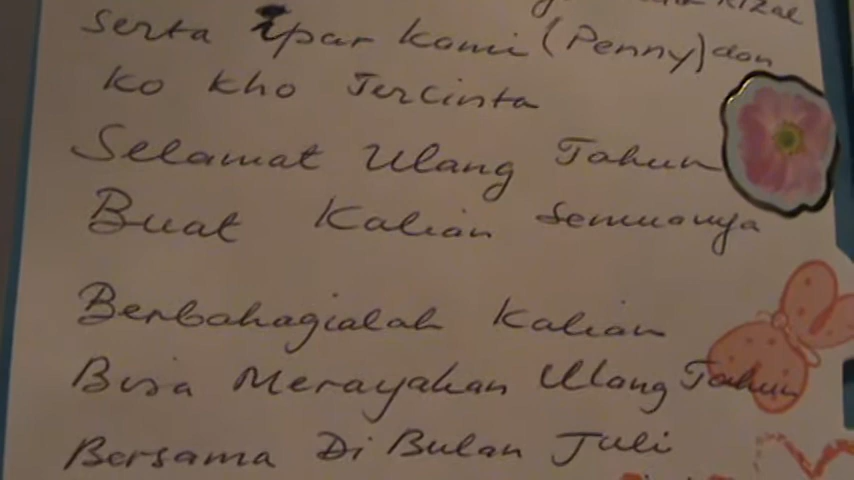 Rizal
Serta ipar kami (Penny) dan
Ko Kho Tercinta
Selamat Ulang Tahun
Buat Kalian Semuanya
Berbahagialah Kalian
Bisa Merayakan Ulang Tahun
Bersama Di Bulan Juli